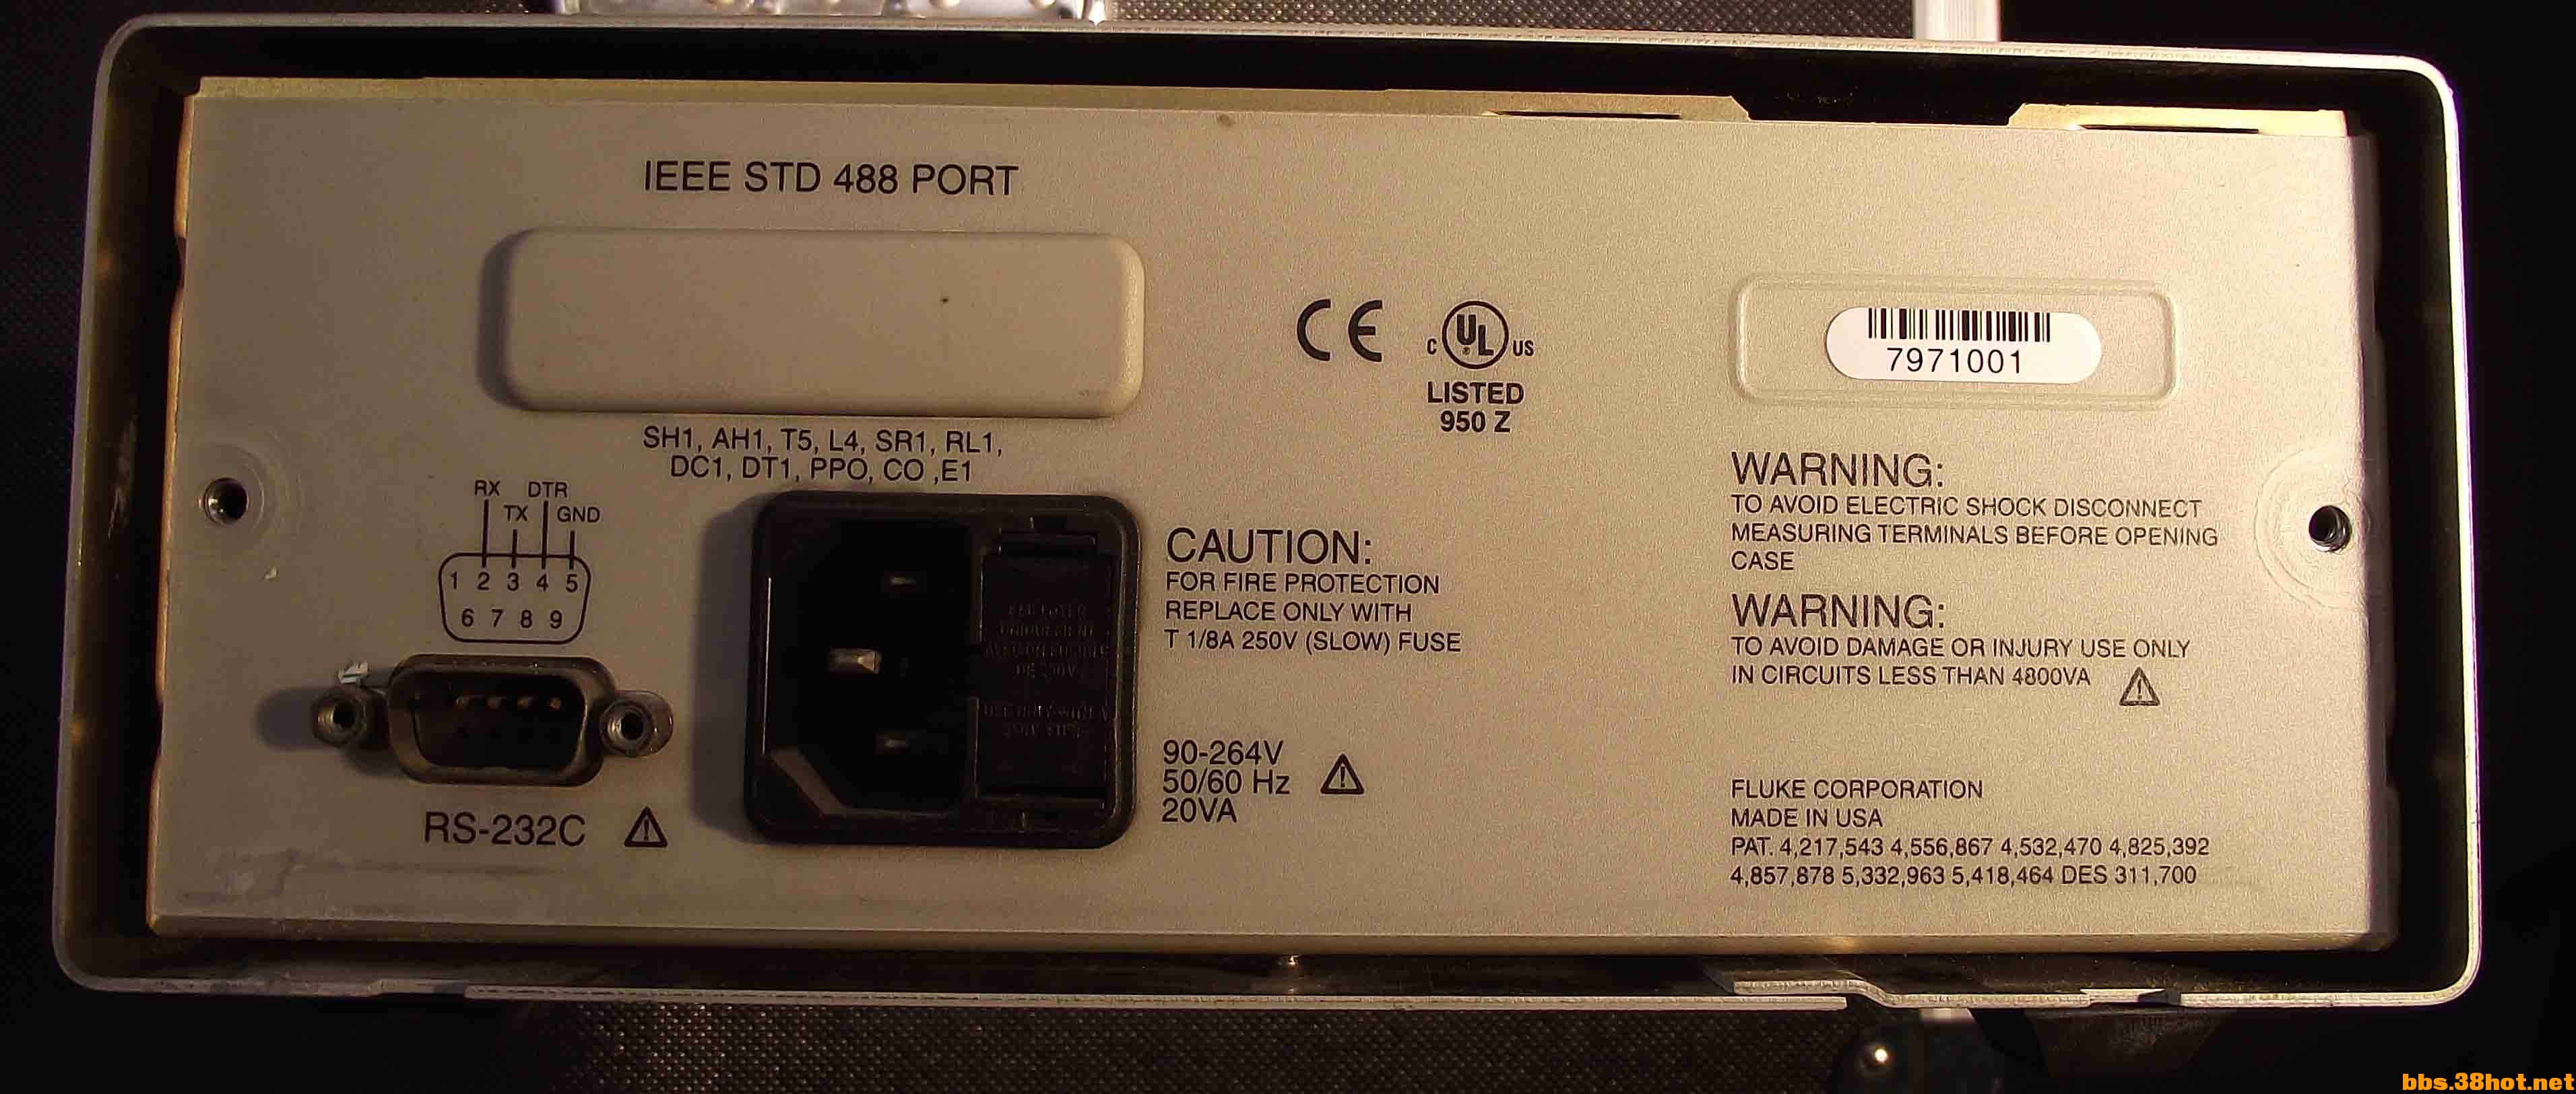 IEEE STD 488 PORT
SH1, AH1, T5, L4, SR1, RL1,
DC1, DT1, PPO, CO ,E1
RX DTR
TX GND
1 2 3 4 5
6 7 8 9
RS-232C
CAUTION:
FOR FIRE PROTECTION
REPLACE ONLY WITH
T 1/8A 250V (SLOW) FUSE
90-264V
50/60 Hz
20VA
CE
C UL US
LISTED
950 Z
7971001
WARNING:
TO AVOID ELECTRIC SHOCK DISCONNECT
MEASURING TERMINALS BEFORE OPENING
CASE
WARNING:
TO AVOID DAMAGE OR INJURY USE ONLY
IN CIRCUITS LESS THAN 4800VA
FLUKE CORPORATION
MADE IN USA
PAT. 4,217,543 4,556,867 4,532,470 4,825,392
4,857,878 5,332,963 5,418,464 DES 311,700
bbs.38hot.net